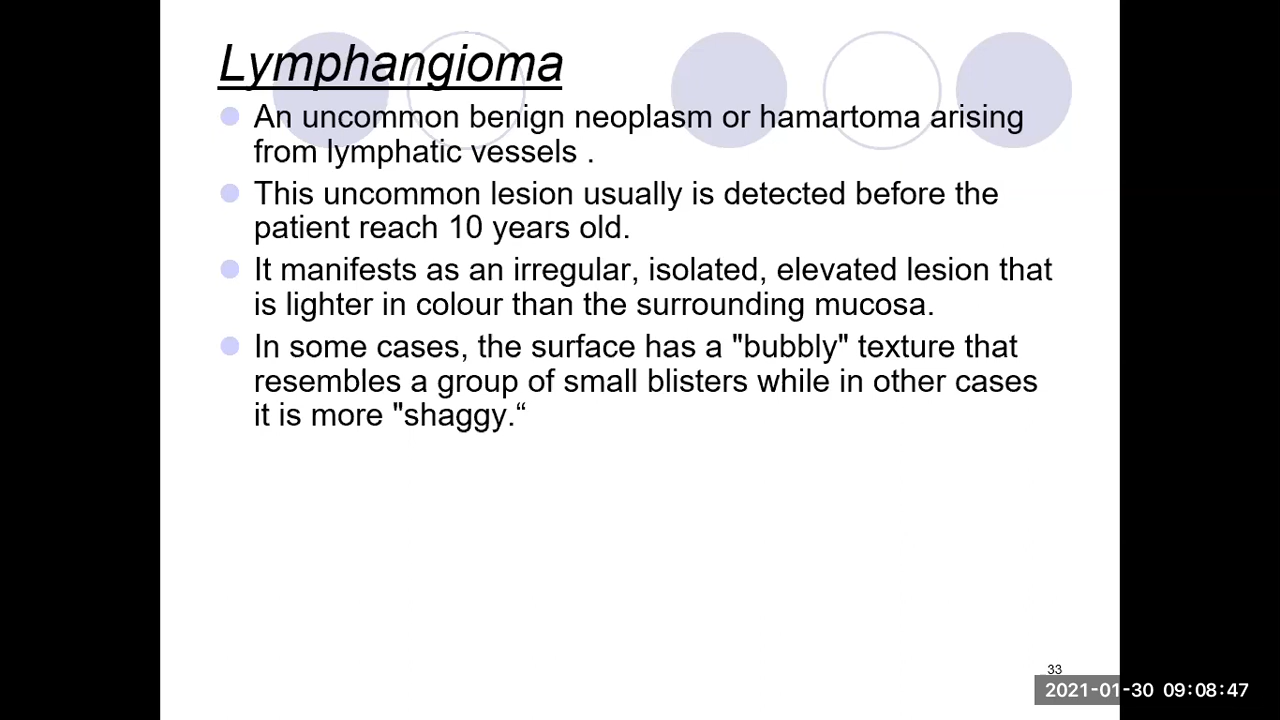 Lymphangioma
An uncommon benign neoplasm or hamartoma arising
from lymphatic vessels .
This uncommon lesion usually is detected before the
patient reach 10 years old.
It manifests as an irregular, isolated, elevated lesion that
is lighter in colour than the surrounding mucosa.
In some cases, the surface has a "bubbly" texture that
resembles a group of small blisters while in other cases
it is more "shaggy.“
33
2021-01-30 09:08:47